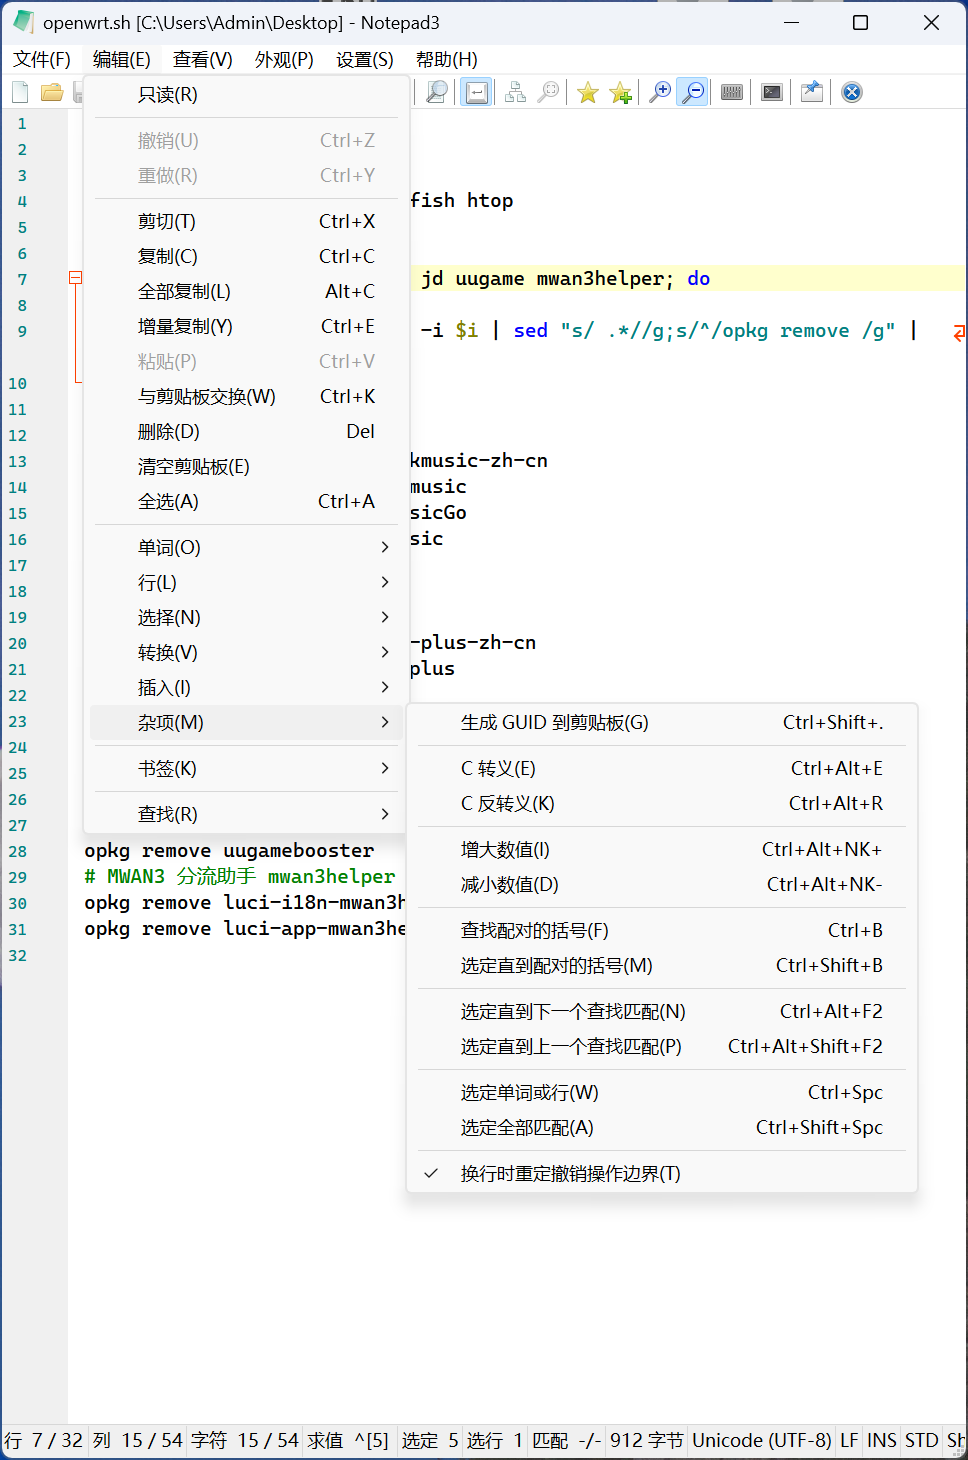 openwrt.sh [C:\Users\Admin\Desktop] - Notepad3
文件(F) 编辑(E) 查看(V) 外观(P) 设置(S) 帮助(H)
只读(R)
撤销(U) Ctrl+Z
重做(R) Ctrl+Y
剪切(T) Ctrl+X
复制(C) Ctrl+C
全部复制(L) Alt+C
增量复制(Y) Ctrl+E
粘贴(P) Ctrl+V
与剪贴板交换(W) Ctrl+K
删除(D) Del
清空剪贴板(E)
全选(A) Ctrl+A
单词(O)
行(L)
选择(N)
转换(V)
插入(I)
杂项(M)
书签(K)
查找(R)
生成 GUID 到剪贴板(G) Ctrl+Shift+.
C 转义(E) Ctrl+Alt+E
C 反转义(K) Ctrl+Alt+R
增大数值(I) Ctrl+Alt+NK+
减小数值(D) Ctrl+Alt+NK-
查找配对的括号(F) Ctrl+B
选定直到配对的括号(M) Ctrl+Shift+B
选定直到下一个查找匹配(N) Ctrl+Alt+F2
选定直到上一个查找匹配(P) Ctrl+Alt+Shift+F2
选定单词或行(W) Ctrl+Spc
选定全部匹配(A) Ctrl+Shift+Spc
换行时重定撤销操作边界(T)
1
2
3
4 fish htop
5
6
7 jd uugame mwan3helper; do
8
9 -i $i | sed "s/ .*//g;s/^/opkg remove /g" |
10
11
12
13 kmusic-zh-cn
14 music
15 sicGo
16 sic
17
18
19
20 -plus-zh-cn
21 plus
22
23
24
25
26
27
28 opkg remove uugamebooster
29 # MWAN3 分流助手 mwan3helper
30 opkg remove luci-i18n-mwan3h
31 opkg remove luci-app-mwan3he
32
行 7 / 32 列 15 / 54 字符 15 / 54 求值 ^[5] 选定 5 选行 1 匹配 -/- 912 字节 Unicode (UTF-8) LF INS STD Sh